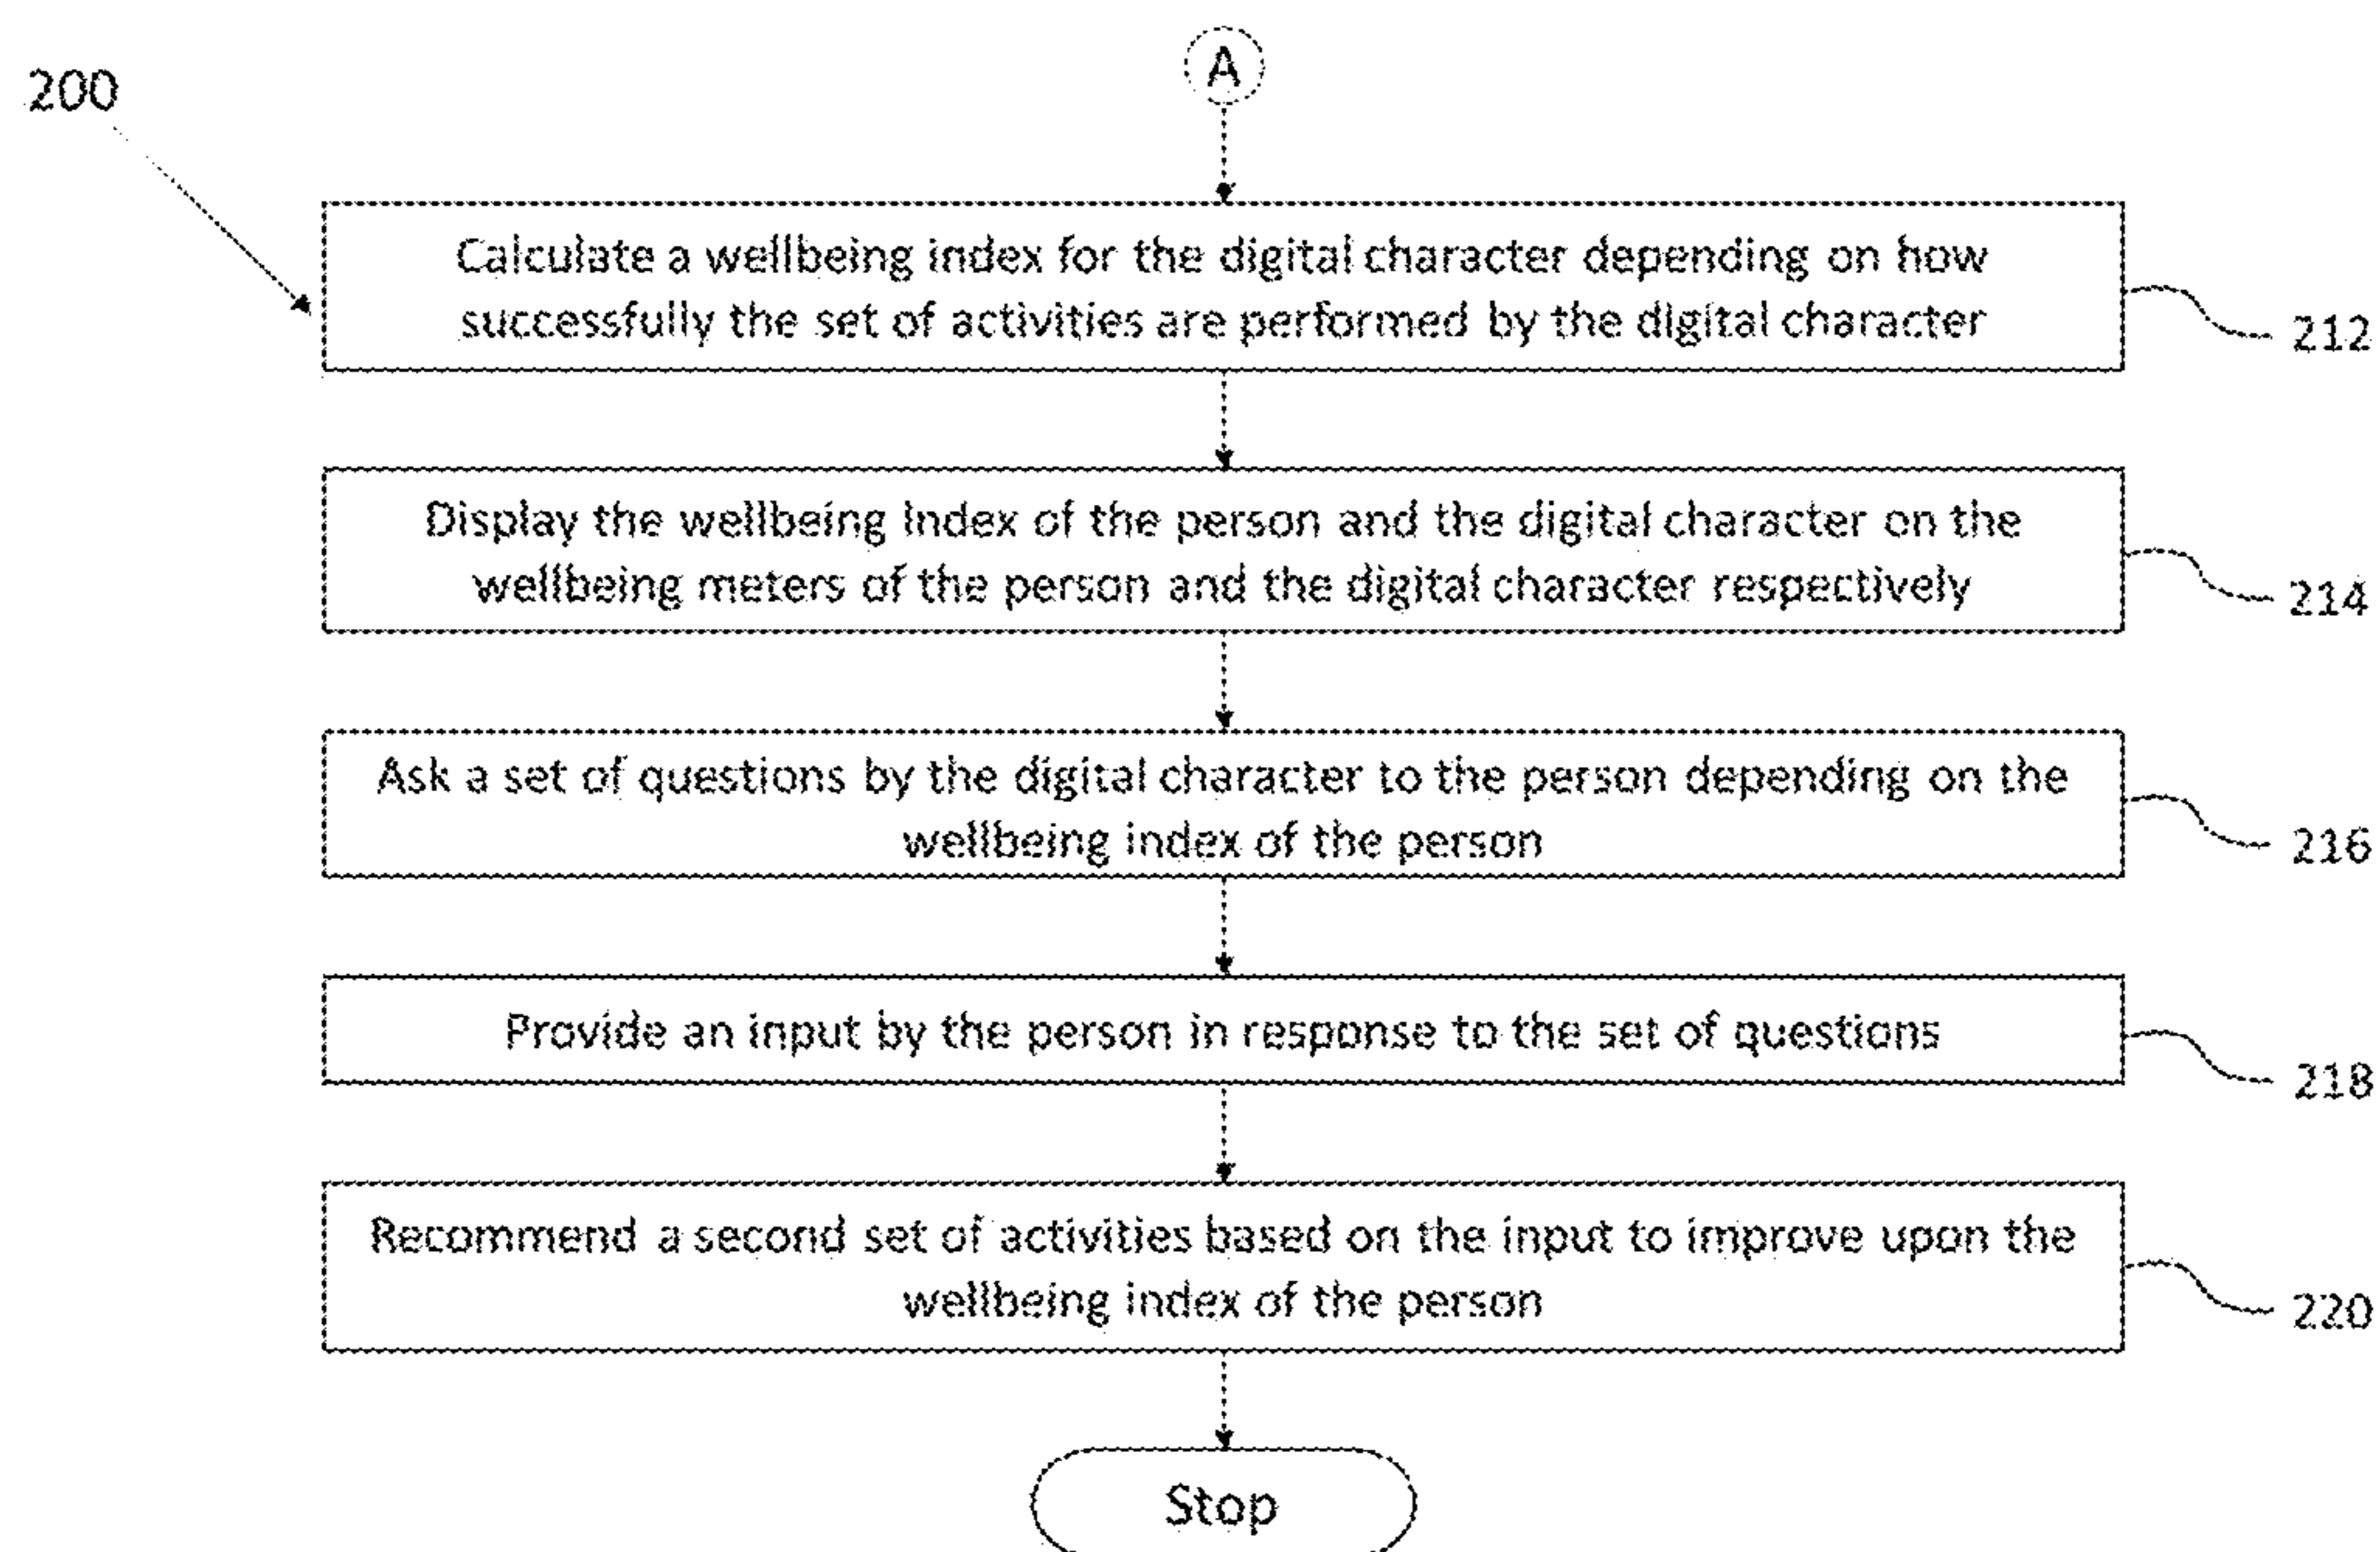 A
200
Calculate a wellbeing index for the digital character depending on how
successfully the set of activities are performed by the digital character
212
Display the wellbeing index of the person and the digital character on the
wellbeing meters of the person and the digital character respectively
214
Ask a set of questions by the digital character to the person depending on the
wellbeing index of the person
216
Provide an input by the person in response to the set of questions
218
Recommend a second set of activities based on the input to improve upon the
wellbeing index of the person
220
Stop